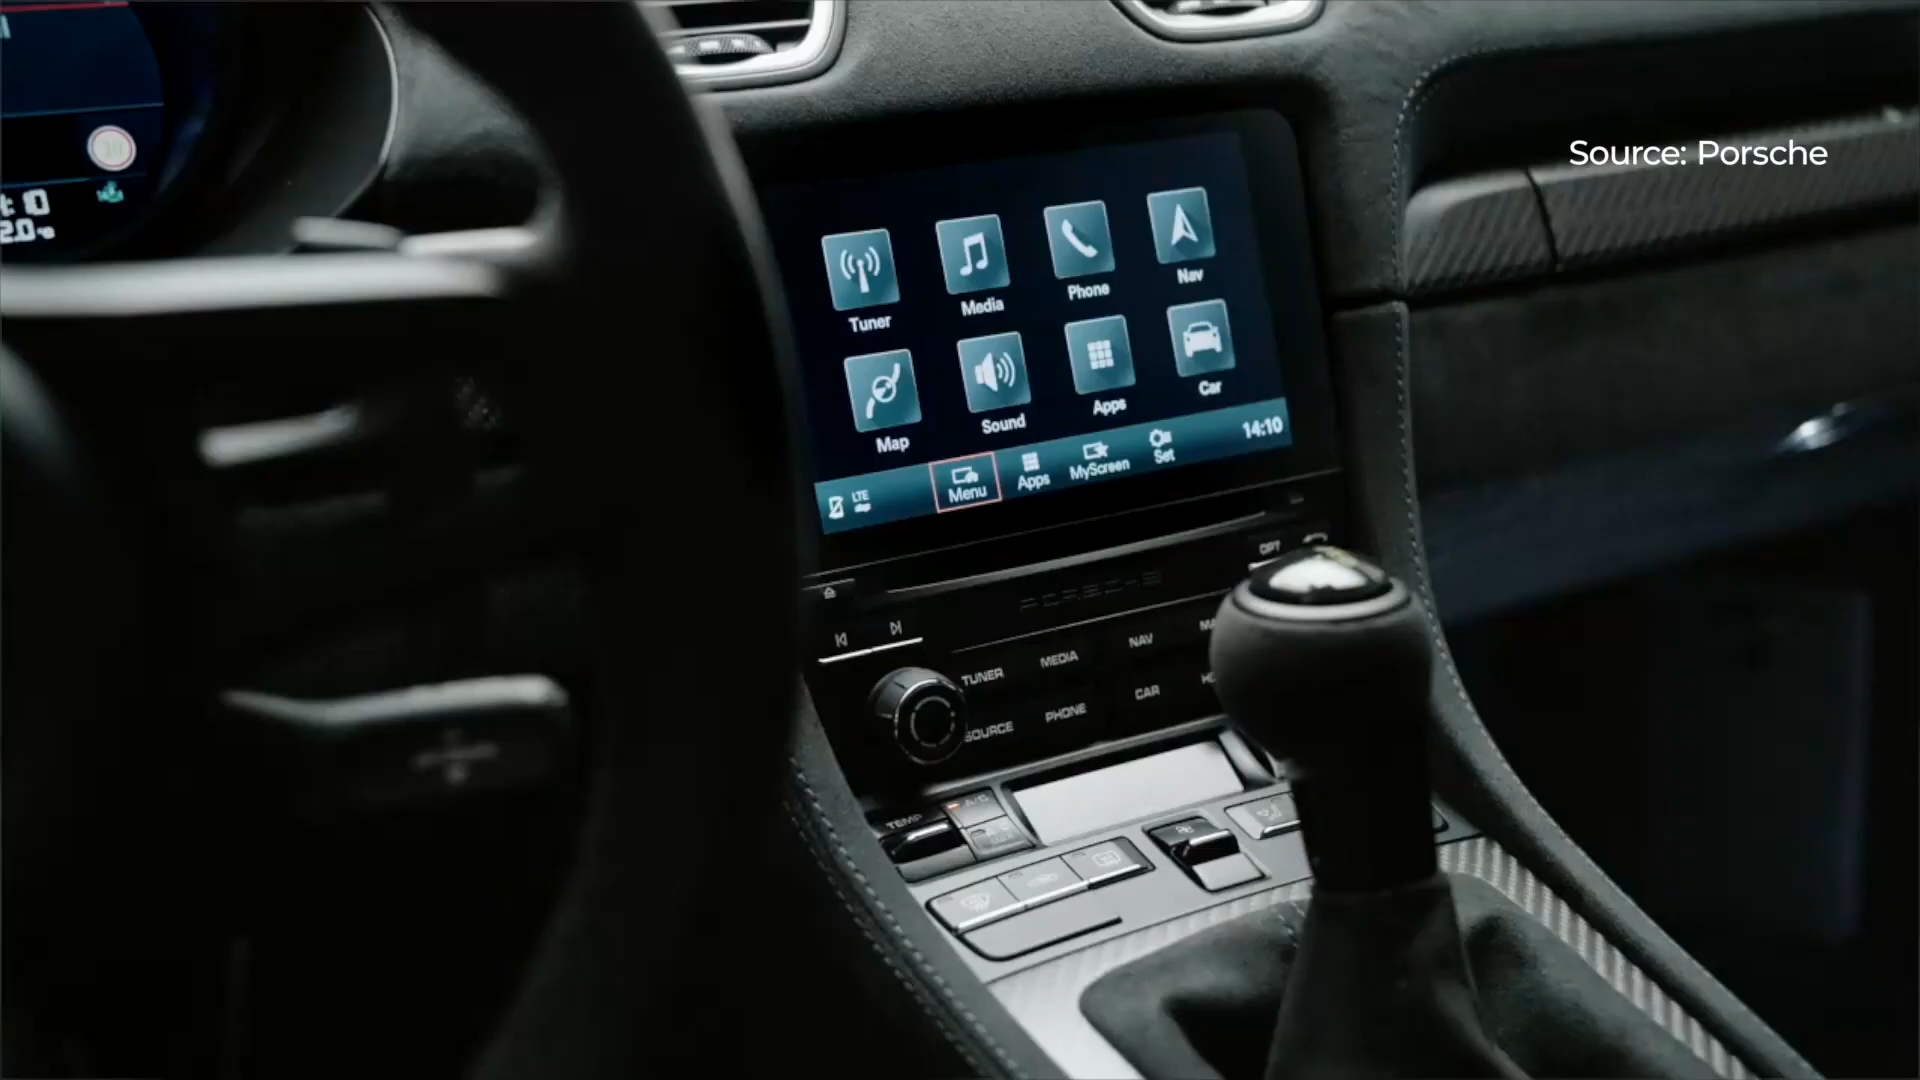 Source: Porsche
Tuner
Media
Phone
Nav
Map
Sound
Apps
Car
LTE
Menu
Apps
MyScreen
Set
14:10
OPT
PORSCHE
TUNER
MEDIA
NAV
SOURCE
PHONE
CAR
TEMP
A/C